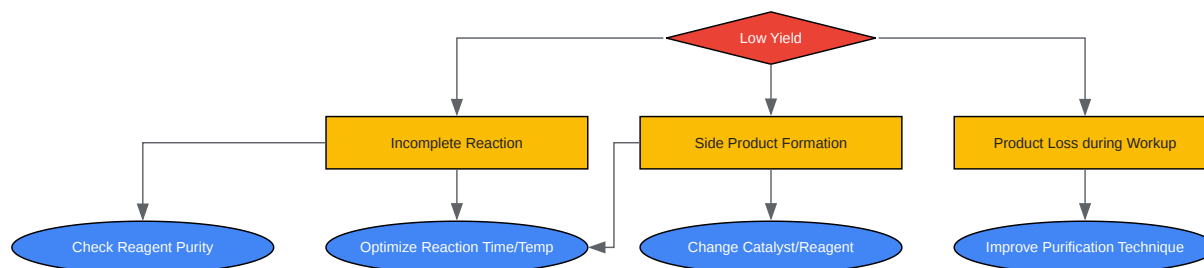 Low Yield
Incomplete Reaction
Side Product Formation
Product Loss during Workup
Check Reagent Purity
Optimize Reaction Time/Temp
Change Catalyst/Reagent
Improve Purification Technique